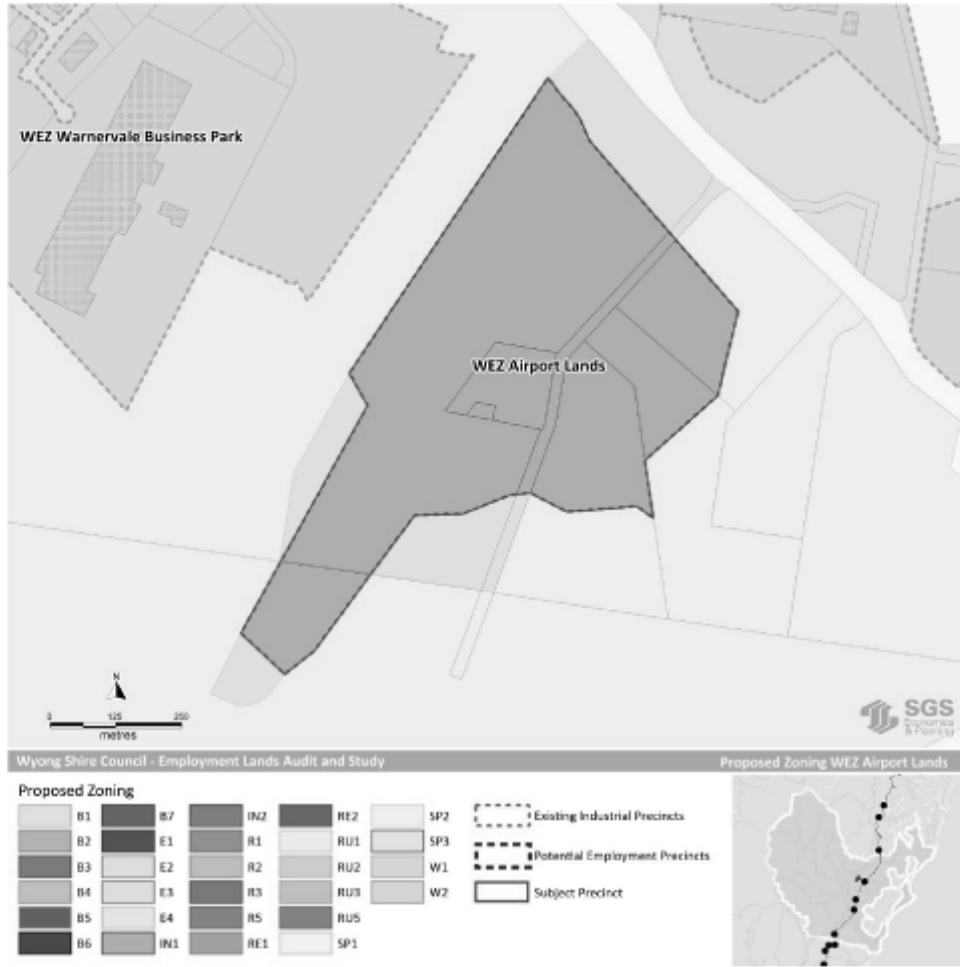 WEZ Warnervale Business Park
WEZ Airport Lands
N
0 125 250
metres
SGS
Economics
& Planning
Wyong Shire Council - Employment Lands Audit and Study
Proposed Zoning WEZ Airport Lands
Proposed Zoning
B1 B7 IN2 RE2 SP2
B2 E1 R1 RU1 SP3
B3 E2 R2 RU2 W1
B4 E3 R3 RU3 W2
B5 E4 R5 RU5
B6 IN1 RE1 SP1
Existing Industrial Precincts
Potential Employment Precincts
Subject Precinct